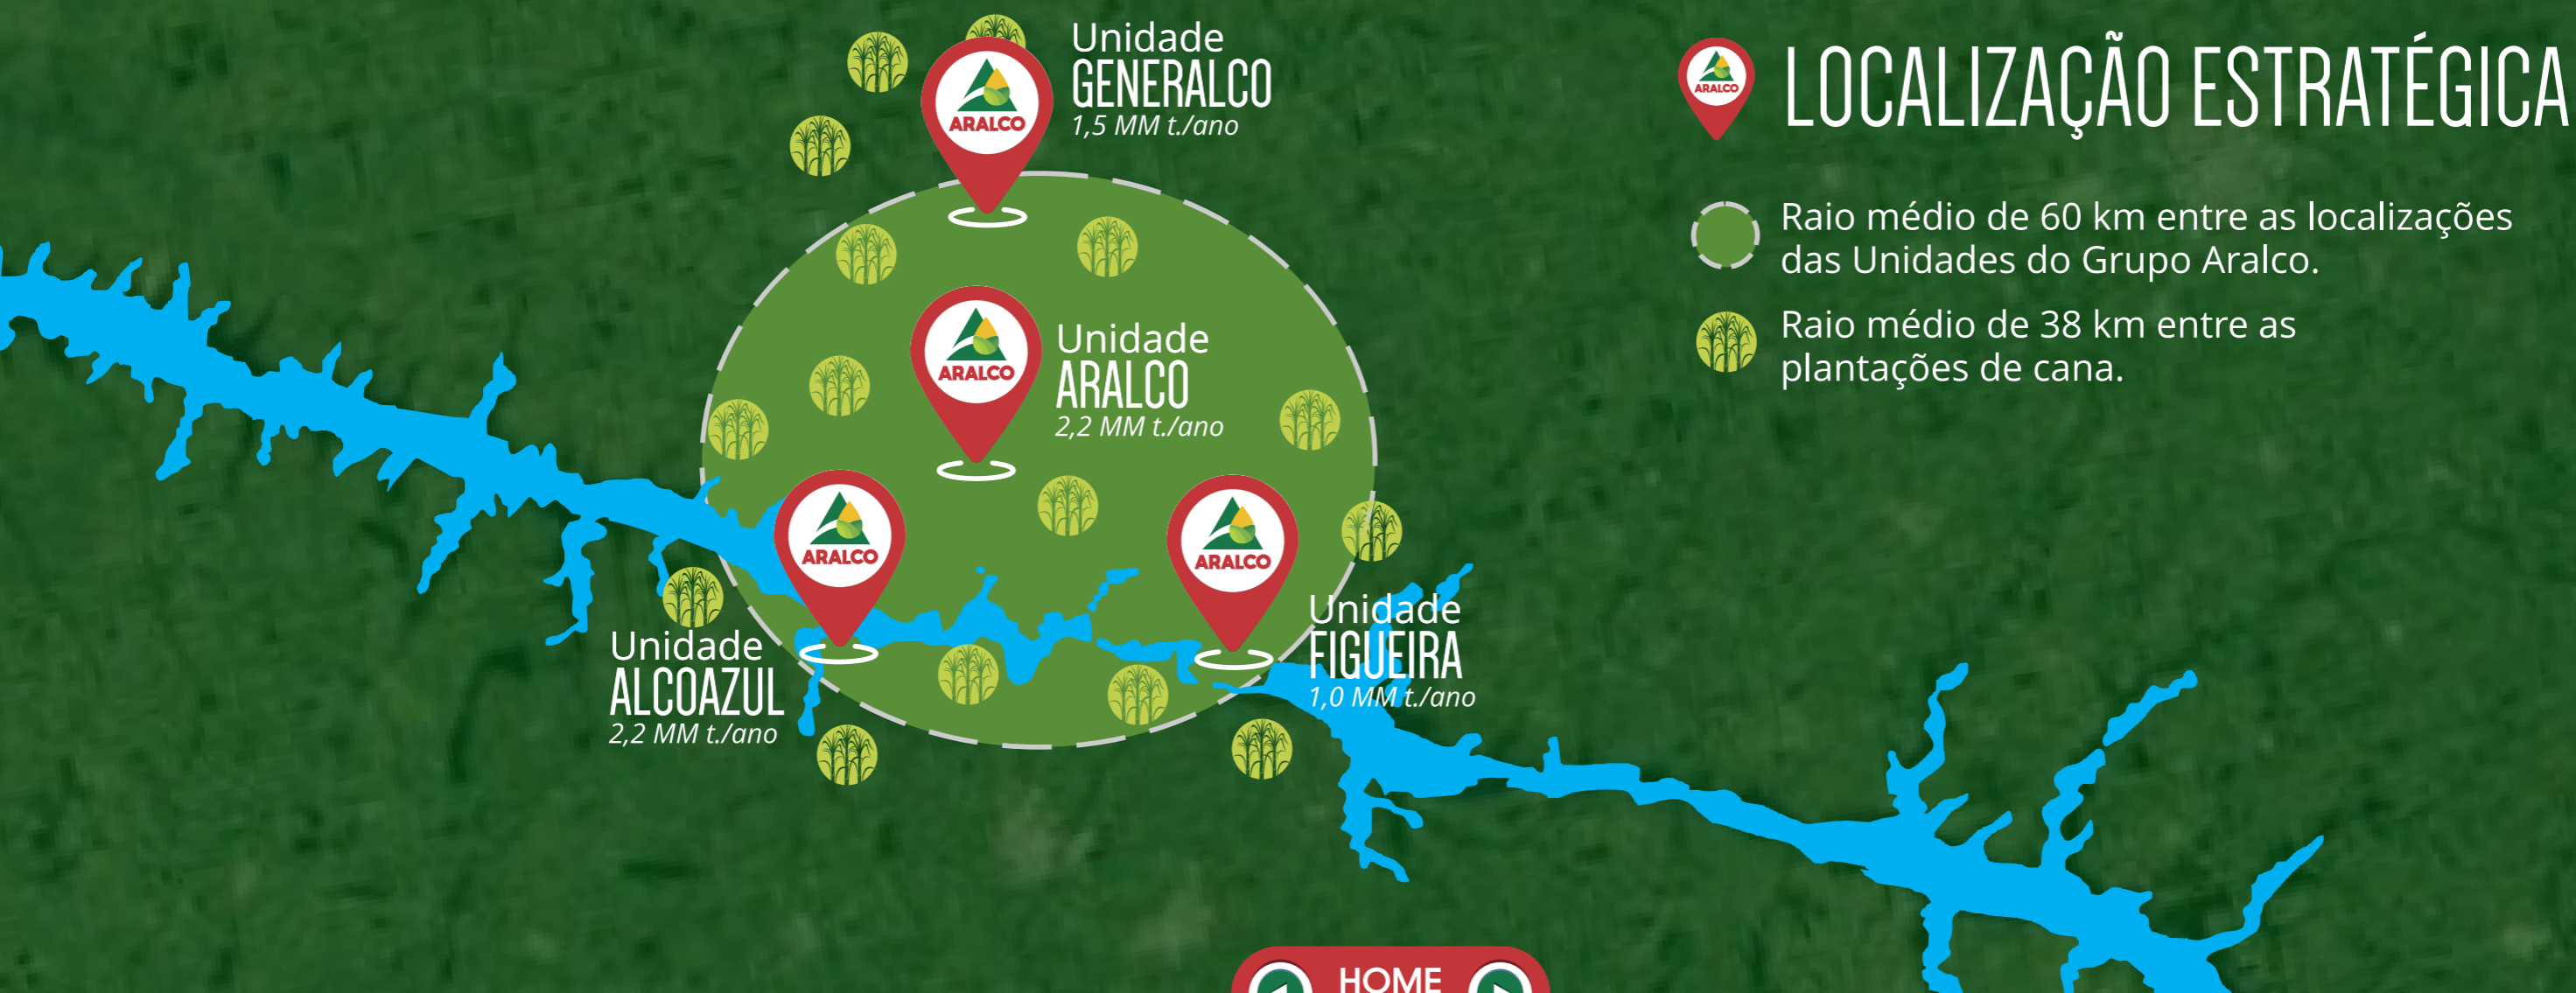 Unidade
GENERALCO
1,5 MM t./ano
ARALCO
ARALCO
LOCALIZAÇÃO ESTRATÉGICA
Raio médio de 60 km entre as localizações
das Unidades do Grupo Aralco.
Raio médio de 38 km entre as
plantações de cana.
Unidade
ARALCO
2,2 MM t./ano
ARALCO
ARALCO
ARALCO
Unidade
ALCOAZUL
2,2 MM t./ano
Unidade
FIGUEIRA
1,0 MM t./ano
HOME